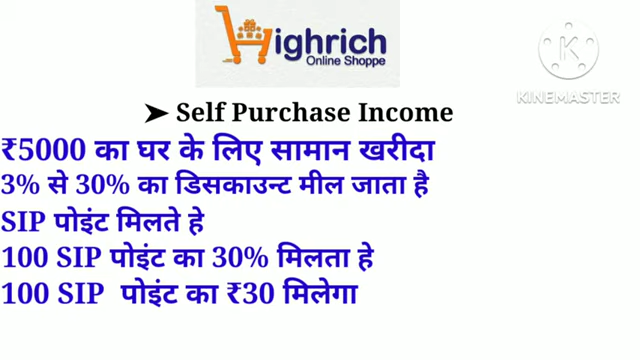 Highrich
Online Shoppe
K
KINEMASTER
➤ Self Purchase Income
₹5000 का घर के लिए सामान खरीदा
3% से 30% का डिसकाउन्ट मील जाता है
SIP पोइंट मिलते हे
100 SIP पोइंट का 30% मिलता हे
100 SIP पोइंट का ₹30 मिलेगा